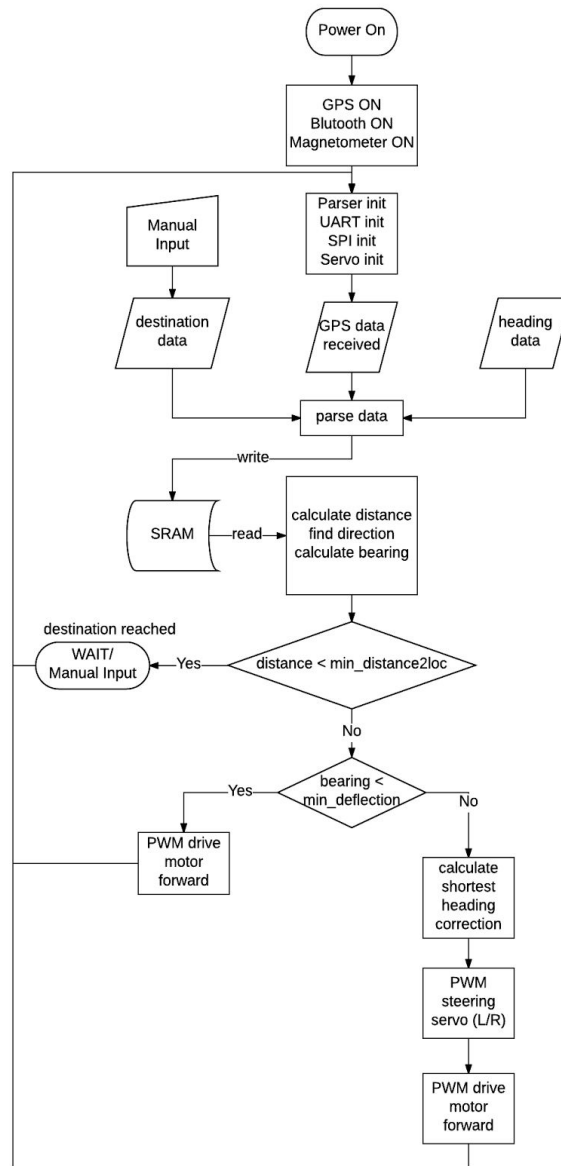 Power On
GPS ON
Blutooth ON
Magnetometer ON
Parser init
UART init
SPI init
Servo init
Manual
Input
destination
data
GPS data
received
heading
data
parse data
write
SRAM
read
calculate distance
find direction
calculate bearing
destination reached
WAIT/
Manual Input
Yes
distance < min_distance2loc
No
bearing <
min_deflection
Yes
No
PWM drive
motor
forward
calculate
shortest
heading
correction
PWM
steering
servo (L/R)
PWM drive
motor
forward